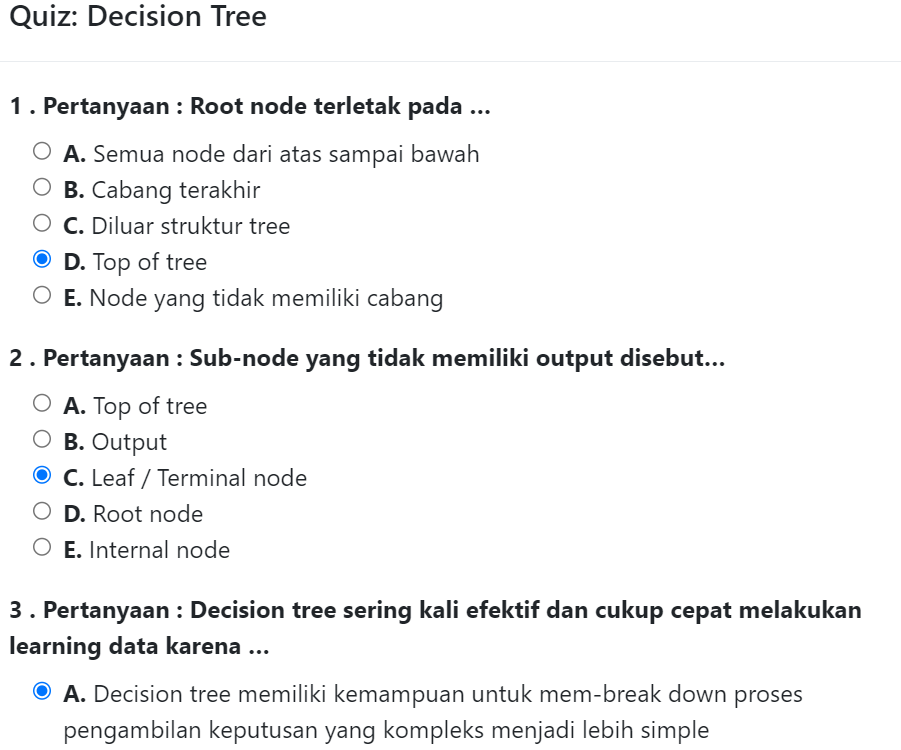 Quiz: Decision Tree
1 . Pertanyaan : Root node terletak pada ...
A. Semua node dari atas sampai bawah
B. Cabang terakhir
C. Diluar struktur tree
D. Top of tree
E. Node yang tidak memiliki cabang
2 . Pertanyaan : Sub-node yang tidak memiliki output disebut...
A. Top of tree
B. Output
C. Leaf / Terminal node
D. Root node
E. Internal node
3 . Pertanyaan : Decision tree sering kali efektif dan cukup cepat melakukan
learning data karena ...
A. Decision tree memiliki kemampuan untuk mem-break down proses
pengambilan keputusan yang kompleks menjadi lebih simple